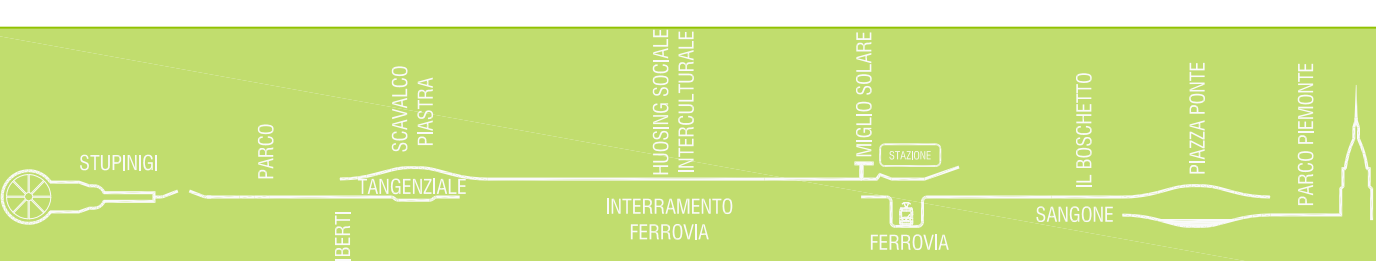 STUPINIGI
PARCO
IBERTI
SCAVALCO
PIASTRA
TANGENZIALE
HUOSING SOCIALE
INTERCULTURALE
INTERRAMENTO
FERROVIA
MIGLIO SOLARE
STAZIONE
FERROVIA
IL BOSCHETTO
SANGONE
PIAZZA PONTE
PARCO PIEMONTE